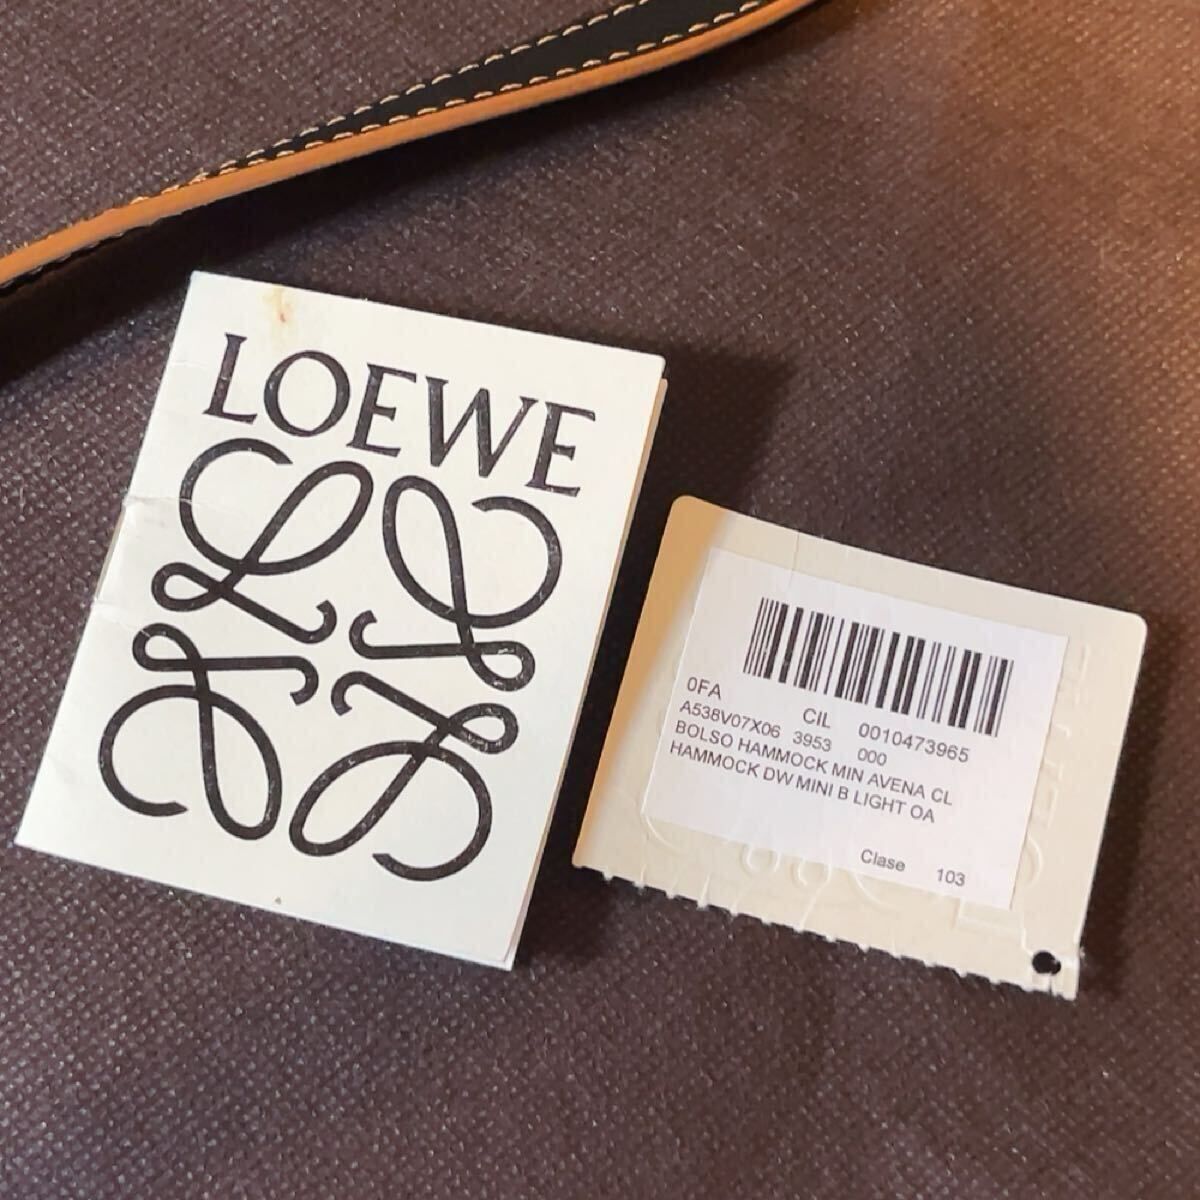 LOEWE
0FA CIL 0010473965
A538V07X06 3953 000
BOLSO HAMMOCK MIN AVENA CL
HAMMOCK DW MINI B LIGHT OA
Clase 103